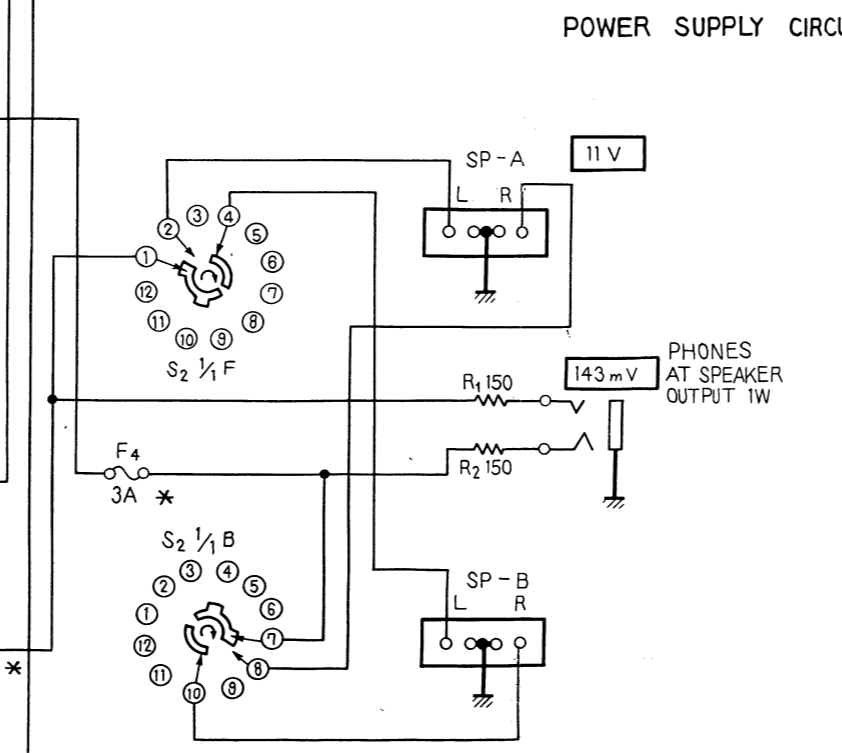 POWER SUPPLY CIRCU
SP-A
11 V
L R
③ ④
② ⑤
① ⑥
⑫ ⑦
⑪ ⑧
⑩ ⑨
S2 1/1 F
R1 150
143 mV
PHONES
AT SPEAKER
OUTPUT 1W
R2 150
F4
3A *
S2 1/1 B
③ ④
② ⑤
① ⑥
⑫ ⑦
⑪ ⑧
⑩ ⑨
SP-B
L R
*